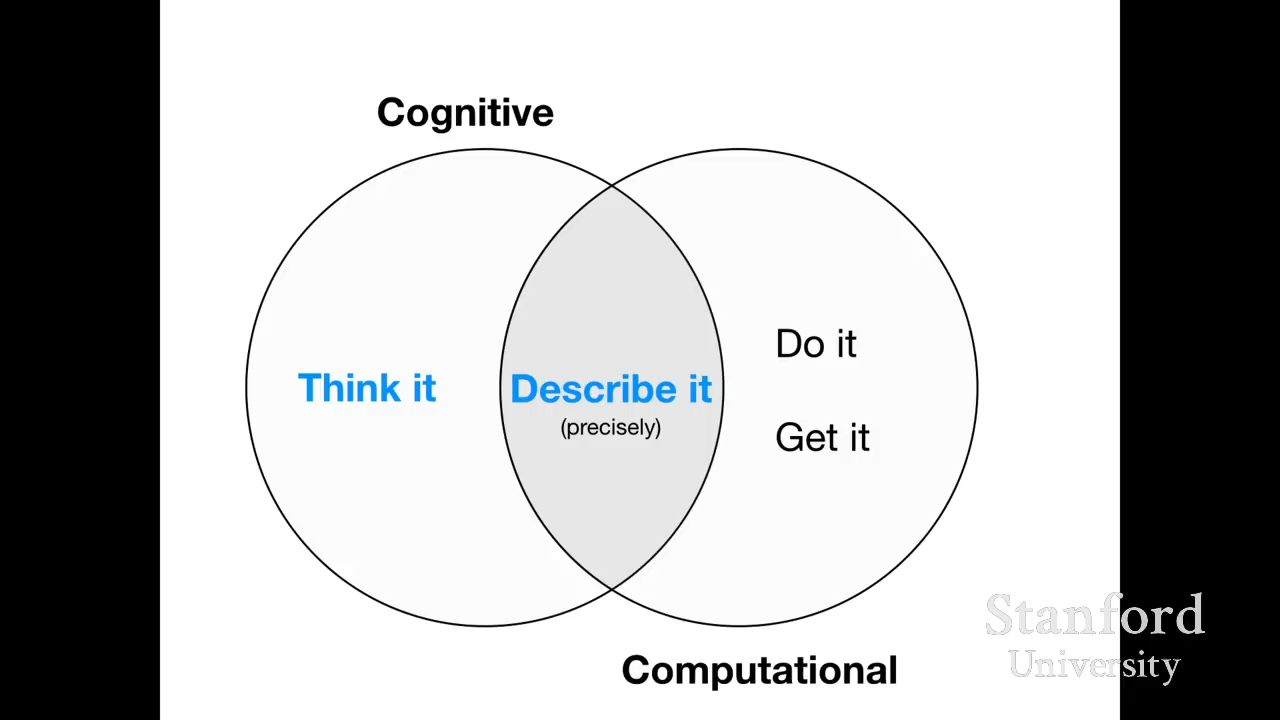 Cognitive
Think it
Describe it
(precisely)
Do it
Get it
Computational
Stanford
University